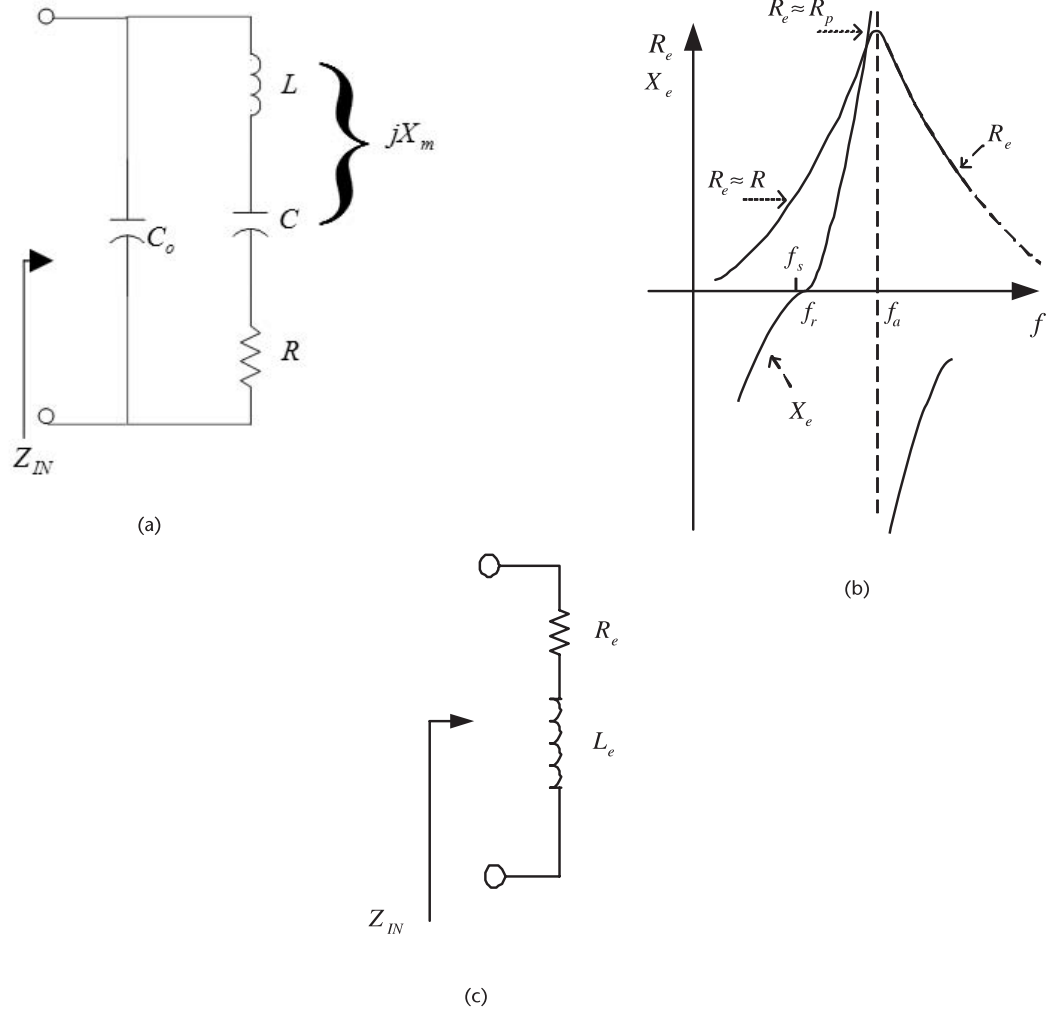 L
jX_m
C
C_o
R
Z_IN
(a)
R_e ≈ R_p
R_e
X_e
R_e
R_e ≈ R
f_s
f_r
f_a
f
X_e
(b)
R_e
L_e
Z_IN
(c)